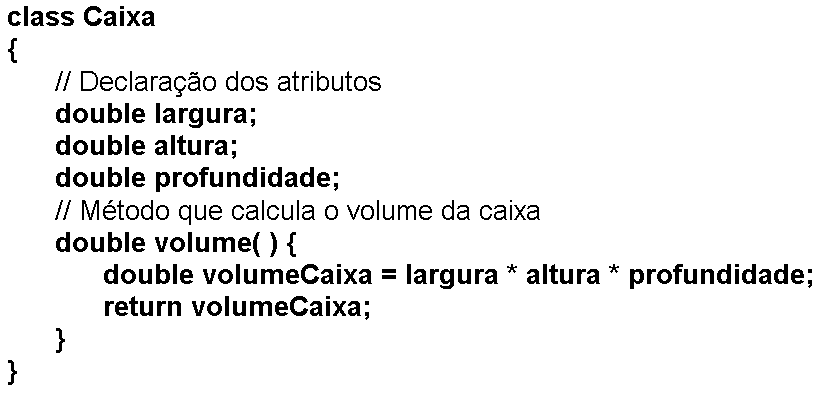 class Caixa
{
// Declaração dos atributos
double largura;
double altura;
double profundidade;
// Método que calcula o volume da caixa
double volume( ) {
double volumeCaixa = largura * altura * profundidade;
return volumeCaixa;
}
}